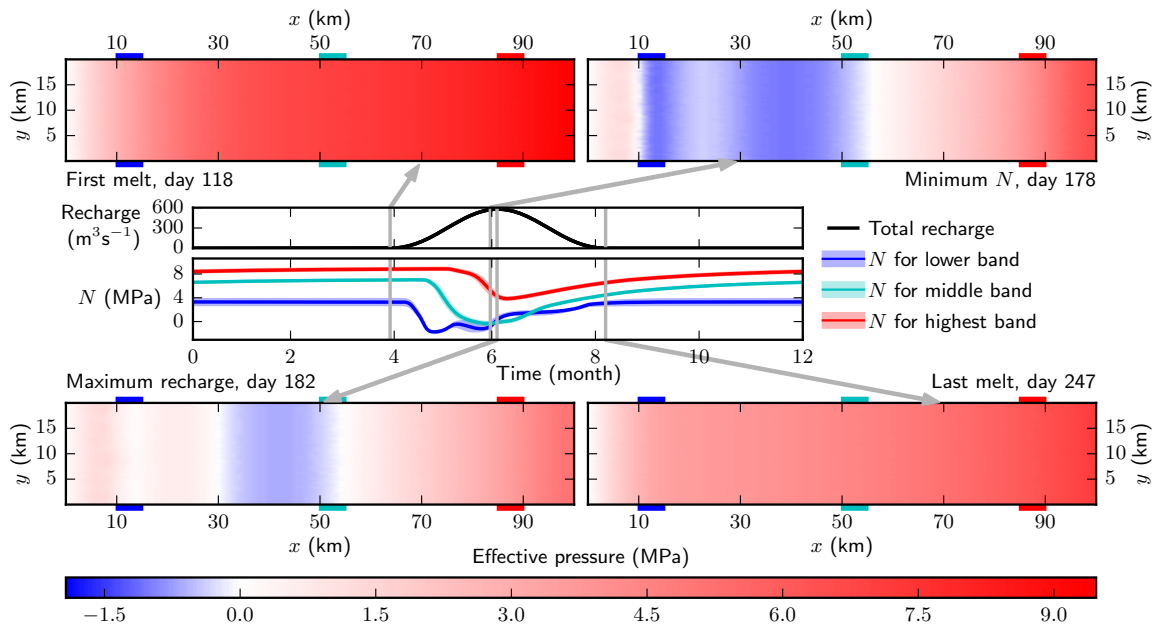 x (km)
x (km)
10 30 50 70 90
10 30 50 70 90
y (km)
15
10
5
15
10
5
y (km)
First melt, day 118
Minimum N, day 178
Recharge
(m³s⁻¹)
600
300
0
Total recharge
N (MPa)
8
4
0
N for lower band
N for middle band
N for highest band
0 2 4 6 8 10 12
Time (month)
Maximum recharge, day 182
Last melt, day 247
y (km)
15
10
5
15
10
5
y (km)
10 30 50 70 90
10 30 50 70 90
x (km)
x (km)
Effective pressure (MPa)
−1.5 0.0 1.5 3.0 4.5 6.0 7.5 9.0